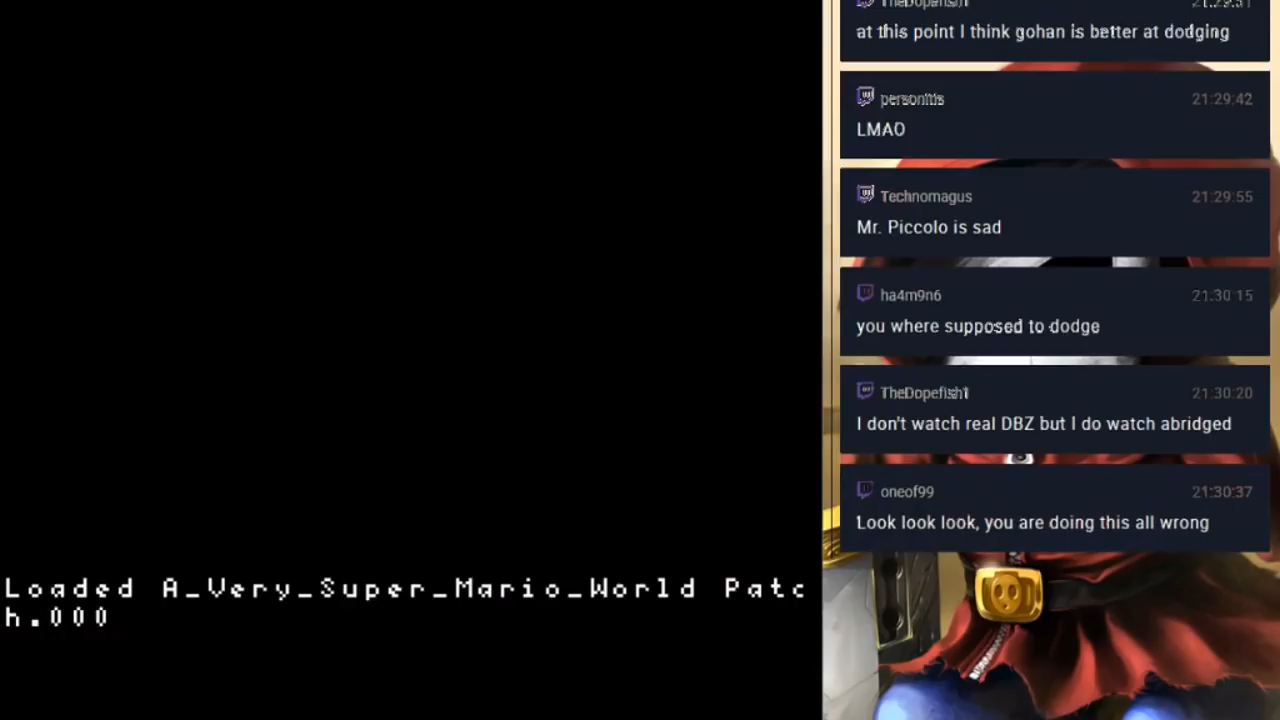 Loaded A_Very_Super_Mario_World Patc
h.000
at this point I think gohan is better at dodging
personitis
21:29:42
LMAO
Technomagus
21:29:55
Mr. Piccolo is sad
ha4m9n6
21:30:15
you where supposed to dodge
TheDopefish1
21:30:20
I don't watch real DBZ but I do watch abridged
oneof99
21:30:37
Look look look, you are doing this all wrong